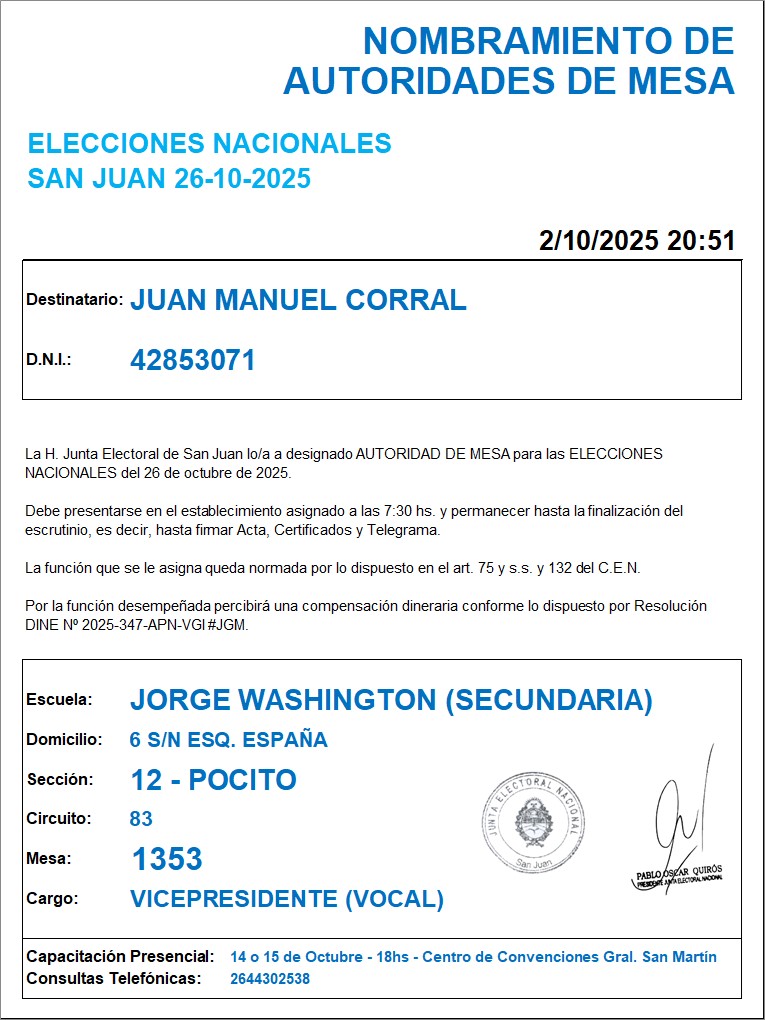 NOMBRAMIENTO DE
AUTORIDADES DE MESA
ELECCIONES NACIONALES
SAN JUAN 26-10-2025
2/10/2025 20:51
Destinatario: JUAN MANUEL CORRAL
D.N.I.: 42853071
La H. Junta Electoral de San Juan lo/a a designado AUTORIDAD DE MESA para las ELECCIONES
NACIONALES del 26 de octubre de 2025.
Debe presentarse en el establecimiento asignado a las 7:30 hs. y permanecer hasta la finalización del
escrutinio, es decir, hasta firmar Acta, Certificados y Telegrama.
La función que se le asigna queda normada por lo dispuesto en el art. 75 y s.s. y 132 del C.E.N.
Por la función desempeñada percibirá una compensación dineraria conforme lo dispuesto por Resolución
DINE Nº 2025-347-APN-VGI#JGM.
Escuela: JORGE WASHINGTON (SECUNDARIA)
Domicilio: 6 S/N ESQ. ESPAÑA
Sección: 12 - POCITO
Circuito: 83
Mesa: 1353
Cargo: VICEPRESIDENTE (VOCAL)
JUNTA ELECTORAL NACIONAL
San Juan
PABLO OSCAR QUIRÓS
PRESIDENTE JUNTA ELECTORAL NACIONAL
Capacitación Presencial: 14 o 15 de Octubre - 18hs - Centro de Convenciones Gral. San Martín
Consultas Telefónicas: 2644302538